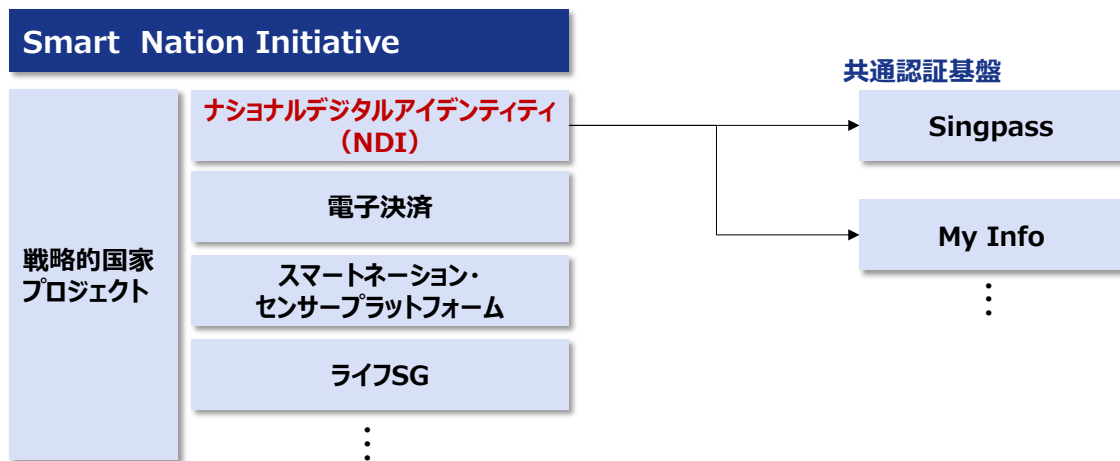 Smart Nation Initiative
戦略的国家
プロジェクト
ナショナルデジタルアイデンティティ
（NDI）
電子決済
スマートネーション・
センサープラットフォーム
ライフSG
⋮
共通認証基盤
Singpass
My Info
⋮